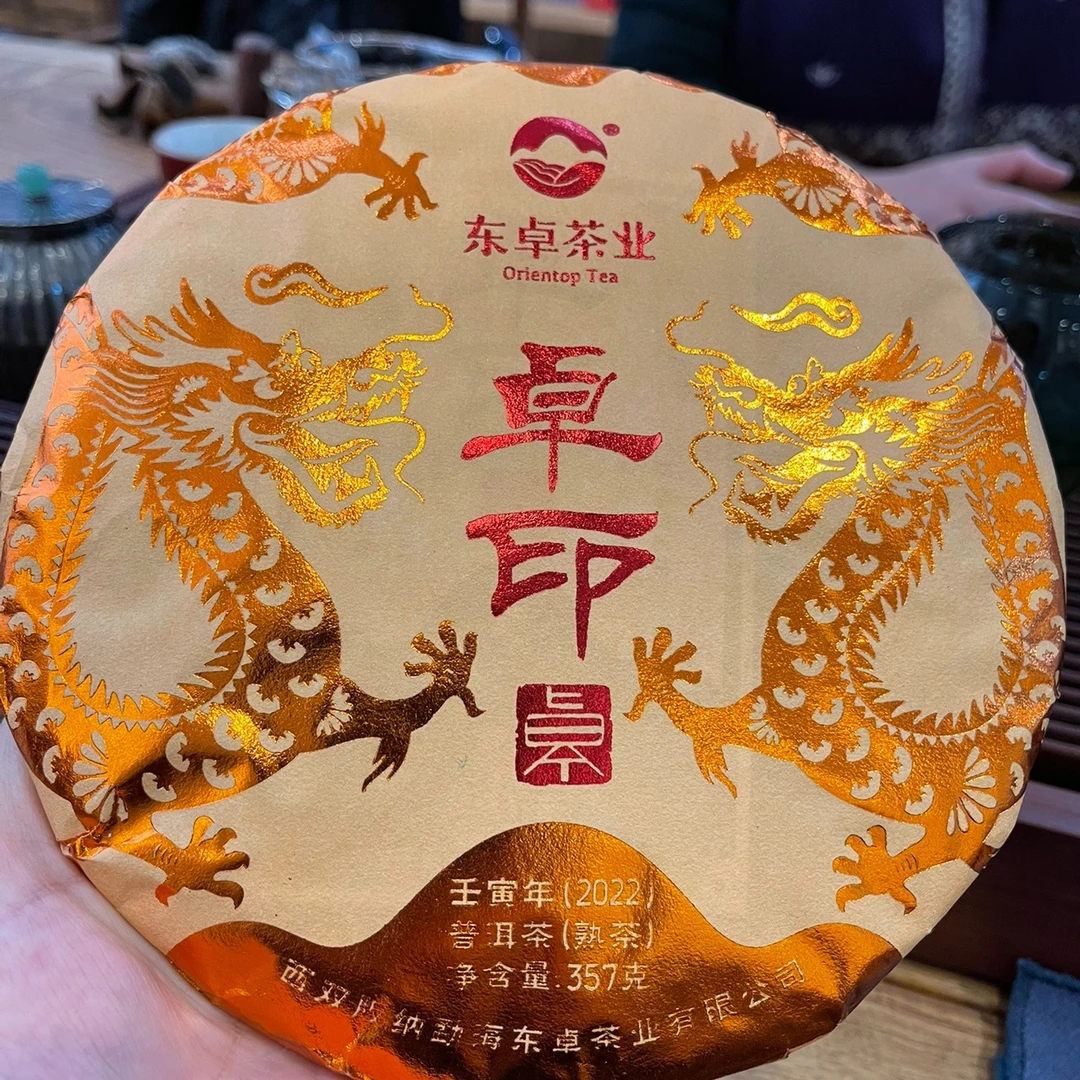 东卓茶业
Orientop Tea
卓印
壬寅年(2022)
普洱茶(熟茶)
净含量.357克
西双版纳勐海东卓茶业有限公司